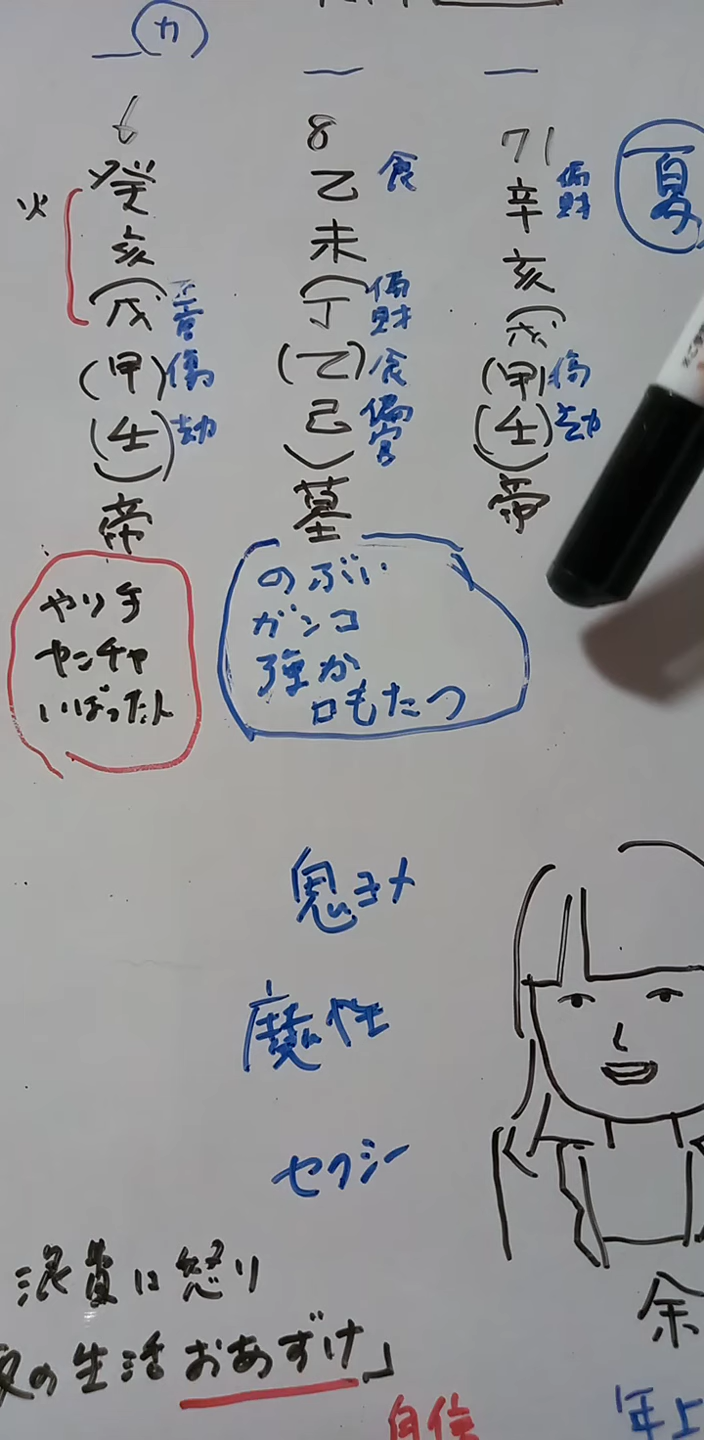 カ
6
8
71
癸
乙 食
辛 偏財
夏
火
亥
未
亥
戊
丁 偏財
戊
(甲) 傷
(乙) 食
(甲) 傷
(壬) 劫
己 偏官
(壬) 劫
帝
墓
帝
やり手
ヤンチャ
いばったん
のぶい
ガンコ
強か
口もたつ
鬼ヨメ
魔性
セクシー
浪費に怒り
夜の生活おあずけ」
余
年上
自信